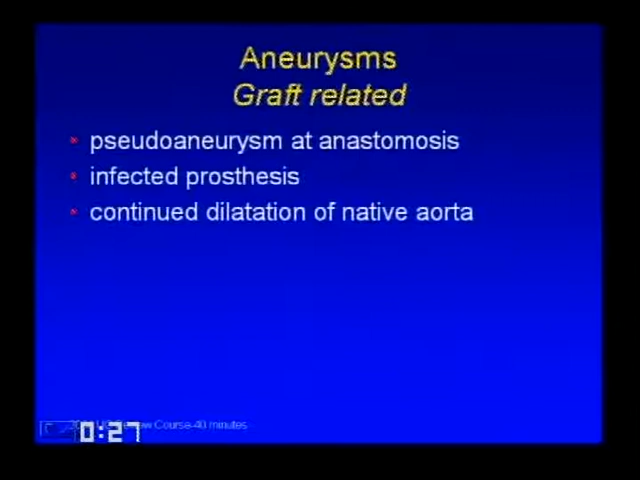 Aneurysms
Graft related
pseudoaneurysm at anastomosis
infected prosthesis
continued dilatation of native aorta
Course-40 minutes
0:27